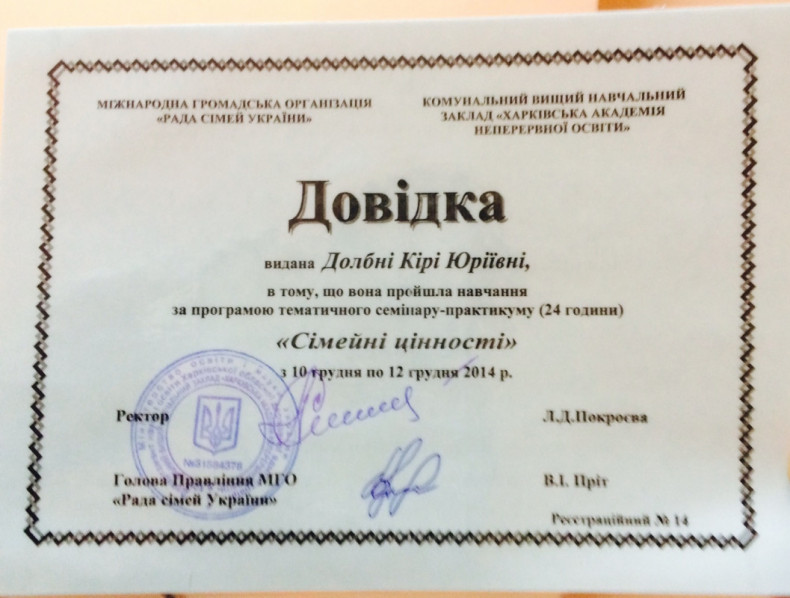 МІЖНАРОДНА ГРОМАДСЬКА ОРГАНІЗАЦІЯ
«РАДА СІМЕЙ УКРАЇНИ»
КОМУНАЛЬНИЙ ВИЩИЙ НАВЧАЛЬНИЙ
ЗАКЛАД «ХАРКІВСЬКА АКАДЕМІЯ
НЕПЕРЕРВНОЇ ОСВІТИ»
Довідка
видана Долбні Кірі Юріївні,
в тому, що вона пройшла навчання
за програмою тематичного семінару-практикуму (24 години)
«Сімейні цінності»
з 10 грудня по 12 грудня 2014 р.
Ректор
Л.Д.Покроєва
Голова Правління МГО
«Рада сімей України»
В.І. Пріт
Реєстраційний № 14